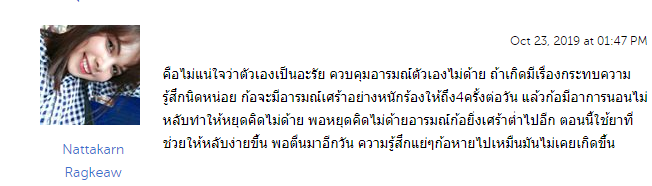 Oct 23, 2019 at 01:47 PM
คือไม่แน่ใจว่าตัวเองเป็นอะรัย ควบคุมอารมณ์ตัวเองไม่ด้าย ถ้าเกิดมีเรื่องกระทบความ
รู้สึกนิดหน่อย ก้อจะมีอารมณ์เศร้าอย่างหนักร้องให้ถึง4ครั้งต่อวัน แล้วก้อมีอาการนอนไม่
หลับทำให้หยุดคิดไม่ด้าย พอหยุดคิดไม่ด้ายอารมณ์ก้อยิ่งเศร้าต่ำไปอีก ตอนนี้ใช้ยาที่
ช่วยให้หลับง่ายขึ้น พอตื่นมาอีกวัน ความรู้สึกแย่ๆก้อหายไปเหมืนมันไม่เคยเกิดขึ้น
Nattakarn
Ragkeaw